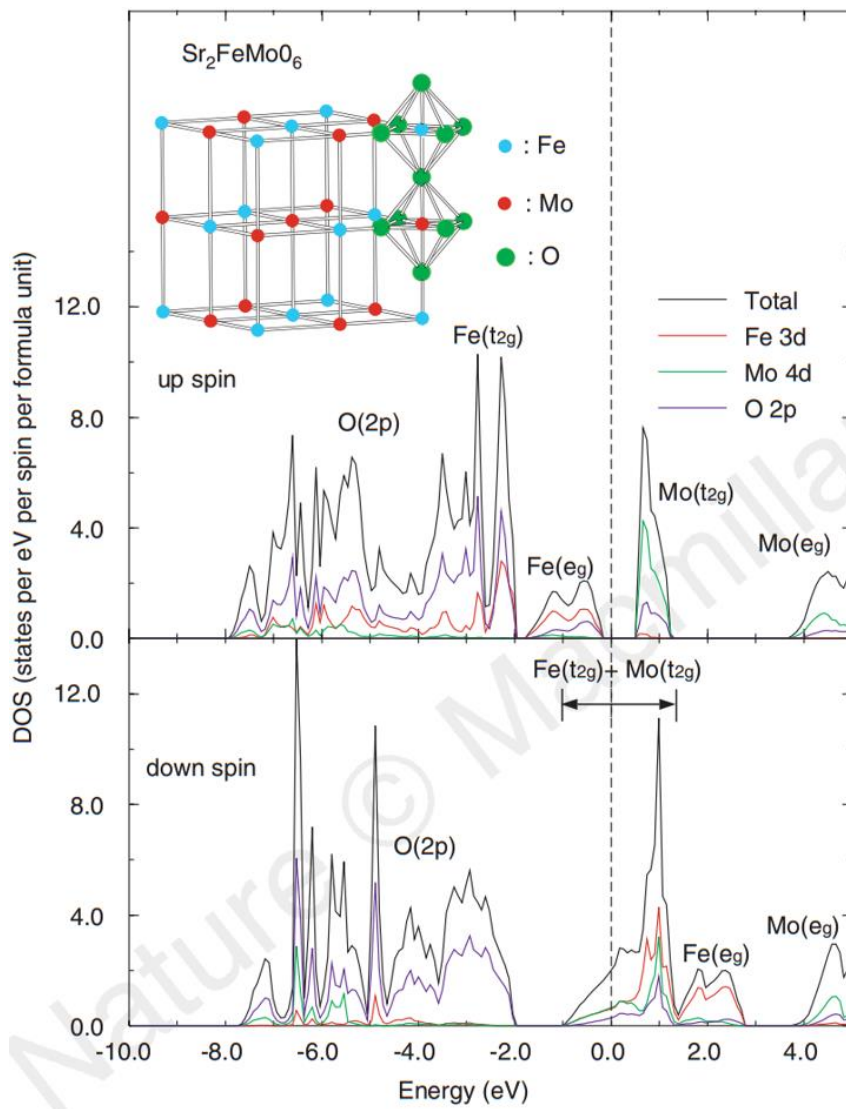 Sr2FeMo06
: Fe
: Mo
: O
DOS (states per eV per spin per formula unit)
12.0
8.0
4.0
0.0
up spin
O(2p)
Fe(t2g)
Fe(eg)
Mo(t2g)
Mo(eg)
Total
Fe 3d
Mo 4d
O 2p
12.0
8.0
4.0
0.0
down spin
O(2p)
Fe(t2g)+ Mo(t2g)
Fe(eg)
Mo(eg)
-10.0 -8.0 -6.0 -4.0 -2.0 0.0 2.0 4.0
Energy (eV)
Nature © Macmillan